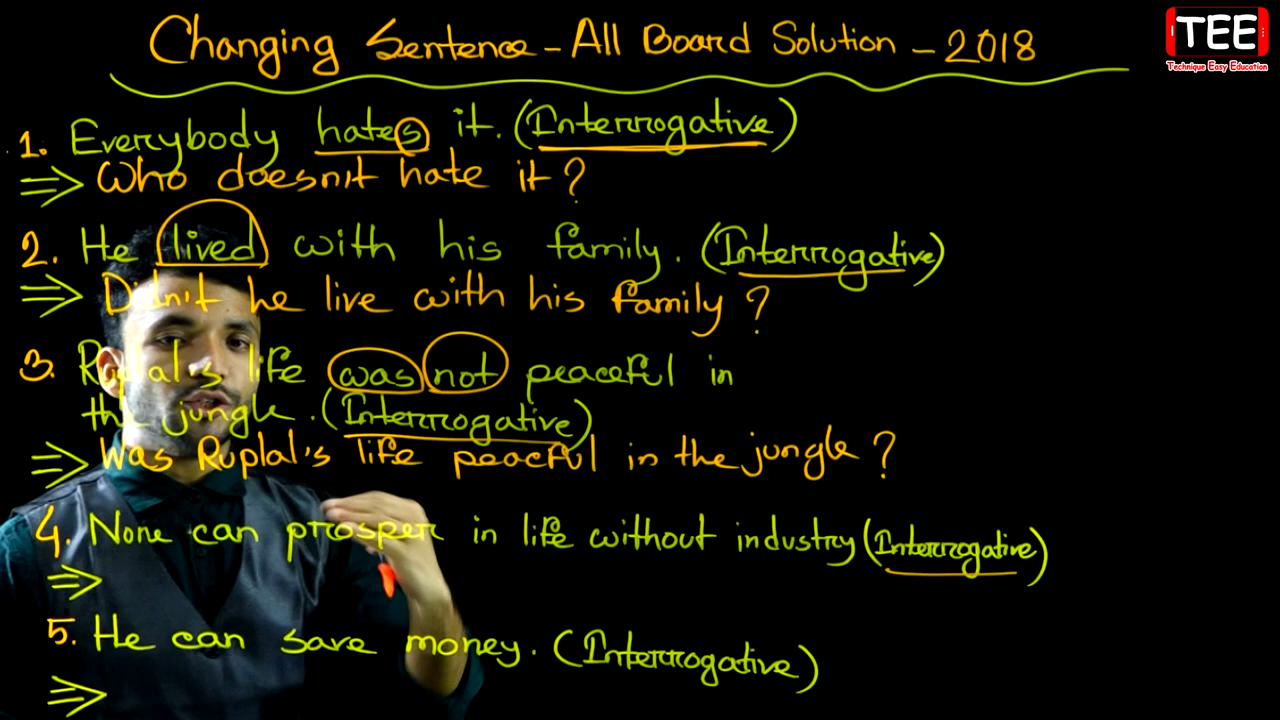 Changing Sentence - All Board Solution - 2018
TEE
Technique Easy Education
1. Everybody hates it. (Interrogative)
⇒ Who doesn't hate it?
2. He lived with his family. (Interrogative)
⇒ Didn't he live with his family?
3. Ruplal's life was not peaceful in
the jungle. (Interrogative)
⇒ Was Ruplal's life peacful in the jungle?
4. None can prosper in life without industry (Interrogative)
⇒
5. He can save money. (Interrogative)
⇒